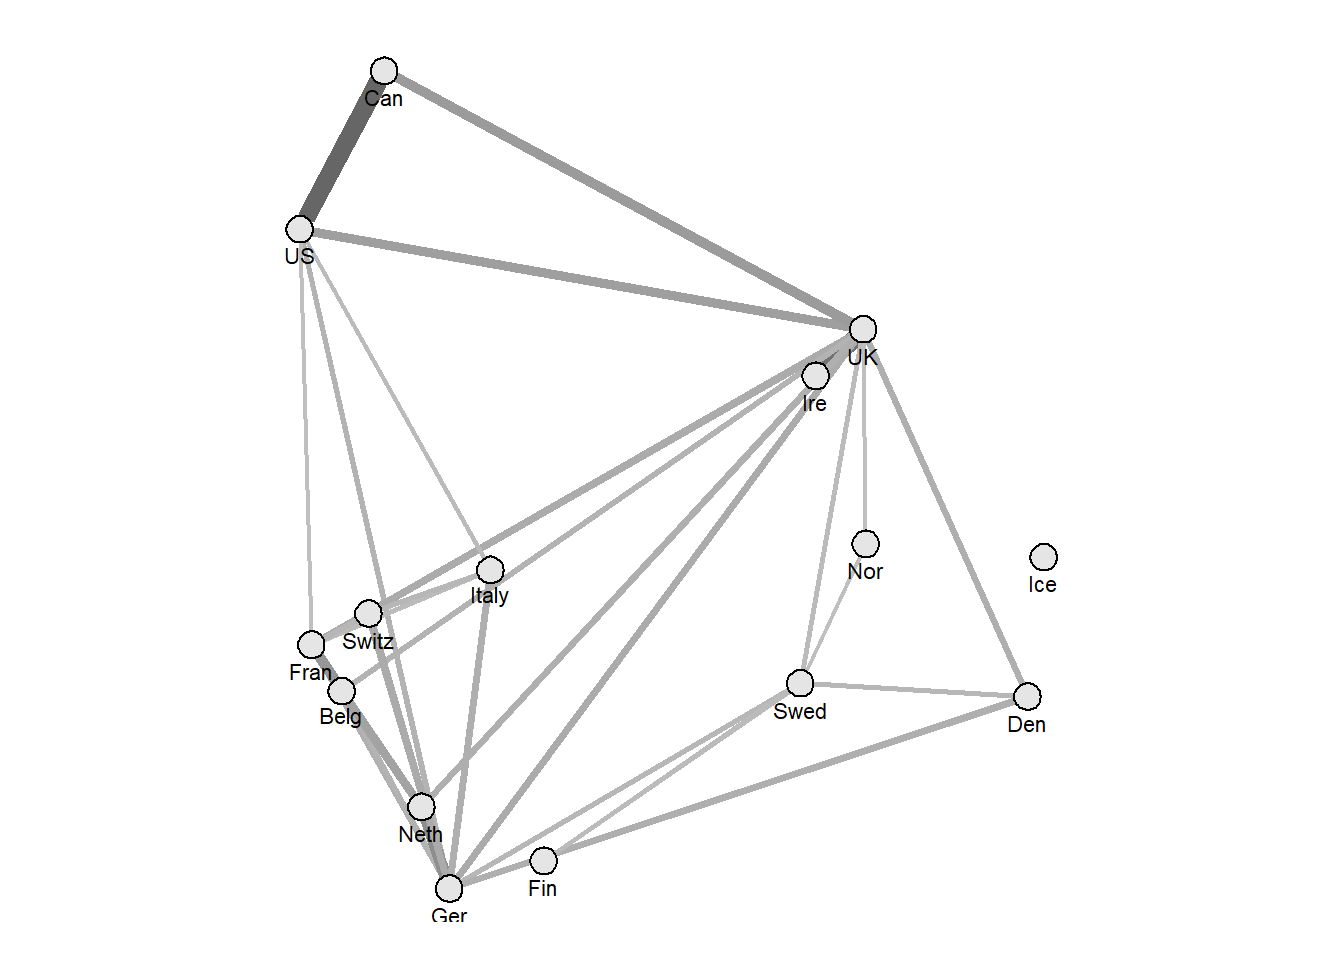 Can
US
UK
Ire
Nor
Ice
Italy
Switz
Fran
Belg
Swed
Den
Neth
Fin
Ger